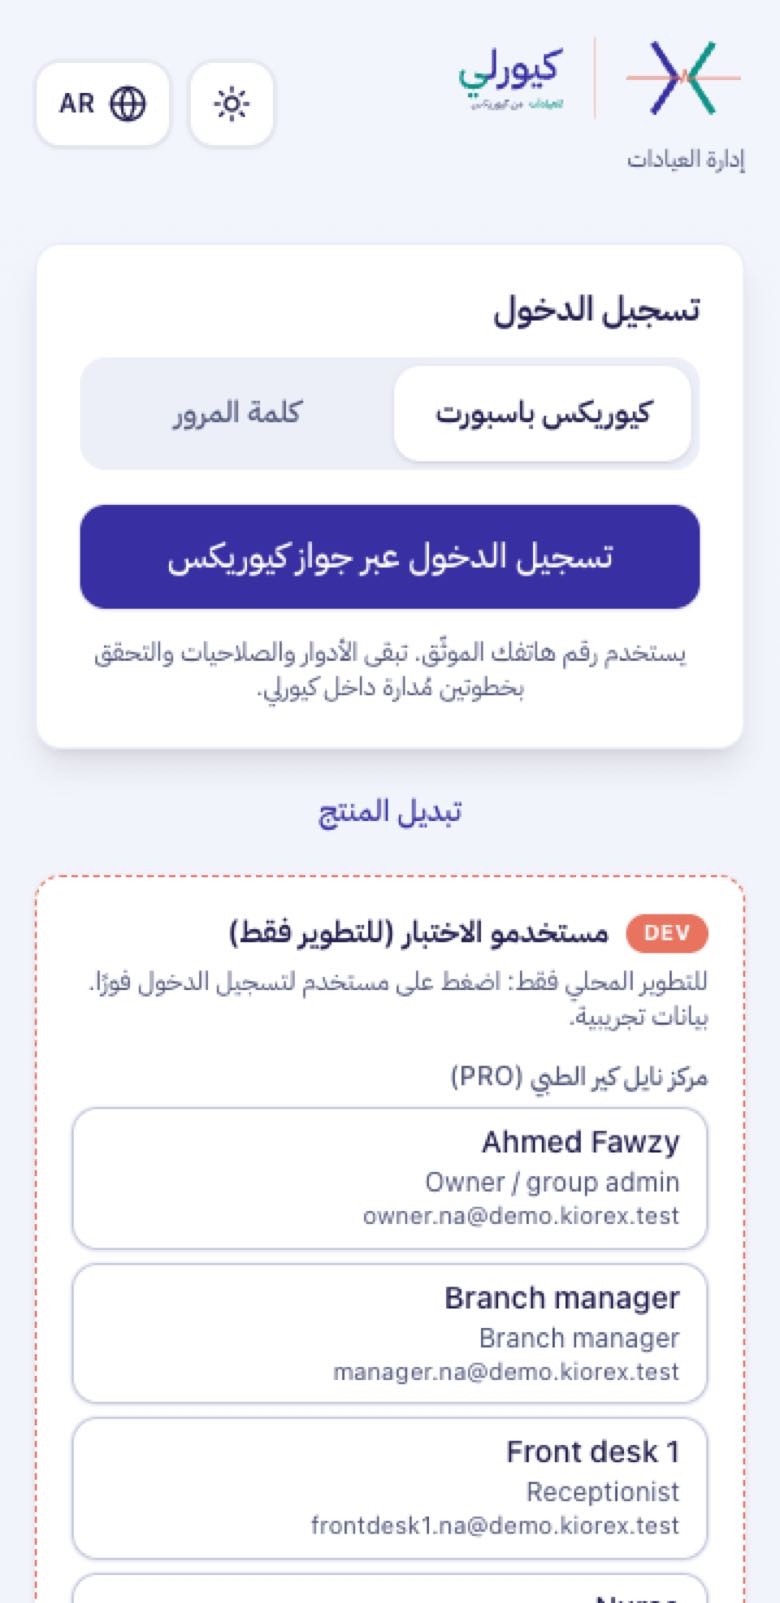 كيورلي
للعيادات من كيوريكس
إدارة العيادات
AR
تسجيل الدخول
كيوريكس باسبورت
كلمة المرور
تسجيل الدخول عبر جواز كيوريكس
يستخدم رقم هاتفك الموثّق. تبقى الأدوار والصلاحيات والتحقق
بخطوتين مُدارة داخل كيورلي.
تبديل المنتج
DEV مستخدمو الاختبار (للتطوير فقط)
للتطوير المحلي فقط: اضغط على مستخدم لتسجيل الدخول فورًا.
بيانات تجريبية.
مركز نايل كير الطبي (PRO)
Ahmed Fawzy
Owner / group admin
owner.na@demo.kiorex.test
Branch manager
Branch manager
manager.na@demo.kiorex.test
Front desk 1
Receptionist
frontdesk1.na@demo.kiorex.test